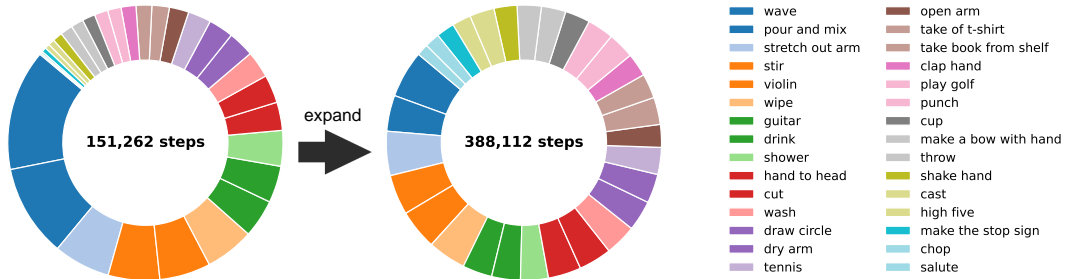 151,262 steps
expand
388,112 steps
wave
pour and mix
stretch out arm
stir
violin
wipe
guitar
drink
shower
hand to head
cut
wash
draw circle
dry arm
tennis
open arm
take of t-shirt
take book from shelf
clap hand
play golf
punch
cup
make a bow with hand
throw
shake hand
cast
high five
make the stop sign
chop
salute